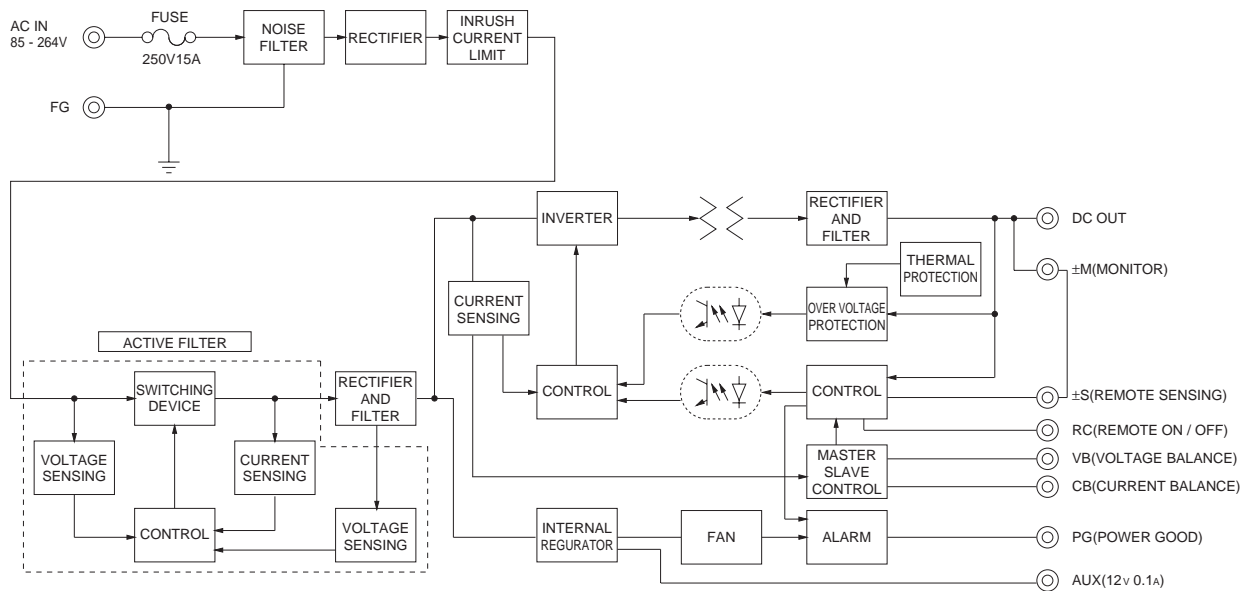 AC IN
85 - 264V
FUSE
250V15A
NOISE
FILTER
RECTIFIER
INRUSH
CURRENT
LIMIT
FG
INVERTER
RECTIFIER
AND
FILTER
DC OUT
THERMAL
PROTECTION
±M(MONITOR)
CURRENT
SENSING
OVER VOLTAGE
PROTECTION
ACTIVE FILTER
SWITCHING
DEVICE
RECTIFIER
AND
FILTER
CONTROL
CONTROL
±S(REMOTE SENSING)
RC(REMOTE ON / OFF)
VOLTAGE
SENSING
CURRENT
SENSING
MASTER
SLAVE
CONTROL
VB(VOLTAGE BALANCE)
CB(CURRENT BALANCE)
CONTROL
VOLTAGE
SENSING
INTERNAL
REGURATOR
FAN
ALARM
PG(POWER GOOD)
AUX(12V 0.1A)